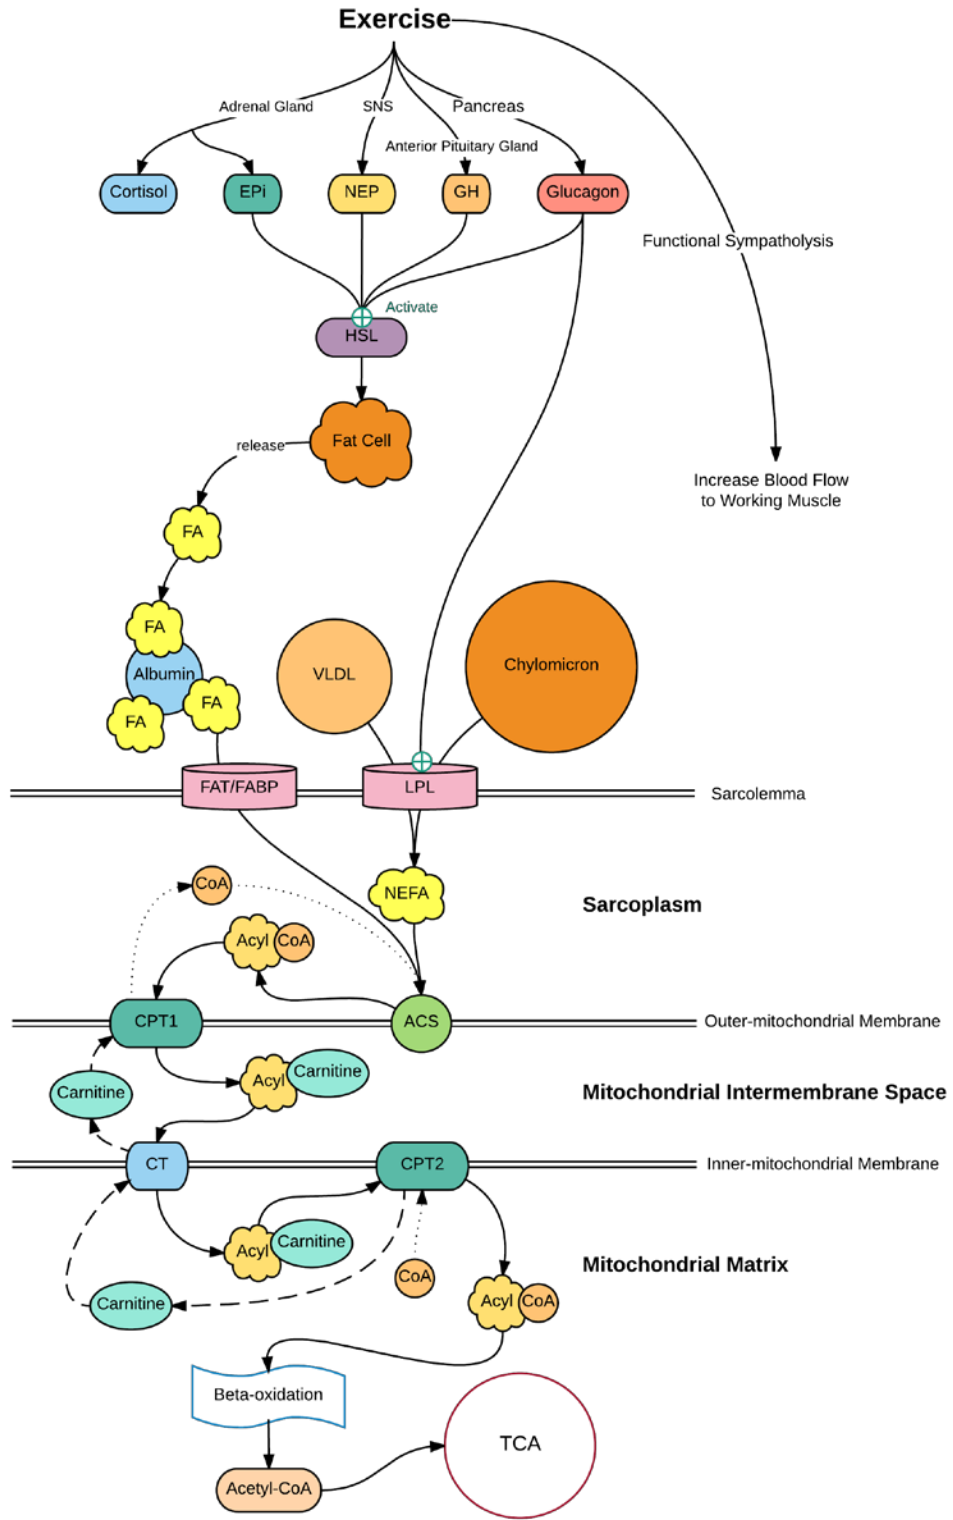 Exercise
Adrenal Gland
SNS
Pancreas
Anterior Pituitary Gland
Cortisol
EPi
NEP
GH
Glucagon
Functional Sympatholysis
Activate
HSL
Fat Cell
release
Increase Blood Flow
to Working Muscle
FA
FA
Albumin
FA
FA
VLDL
Chylomicron
FAT/FABP
LPL
Sarcolemma
CoA
NEFA
Sarcoplasm
Acyl
CoA
CPT1
ACS
Outer-mitochondrial Membrane
Carnitine
Acyl
Carnitine
Mitochondrial Intermembrane Space
CT
CPT2
Inner-mitochondrial Membrane
Acyl
Carnitine
Mitochondrial Matrix
CoA
Carnitine
Acyl
CoA
Beta-oxidation
TCA
Acetyl-CoA